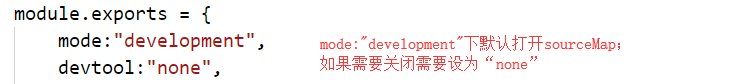 module.exports = {
mode:"development",
devtool:"none",
mode:"development"下默认打开sourceMap;
如果需要关闭需要设为“none”